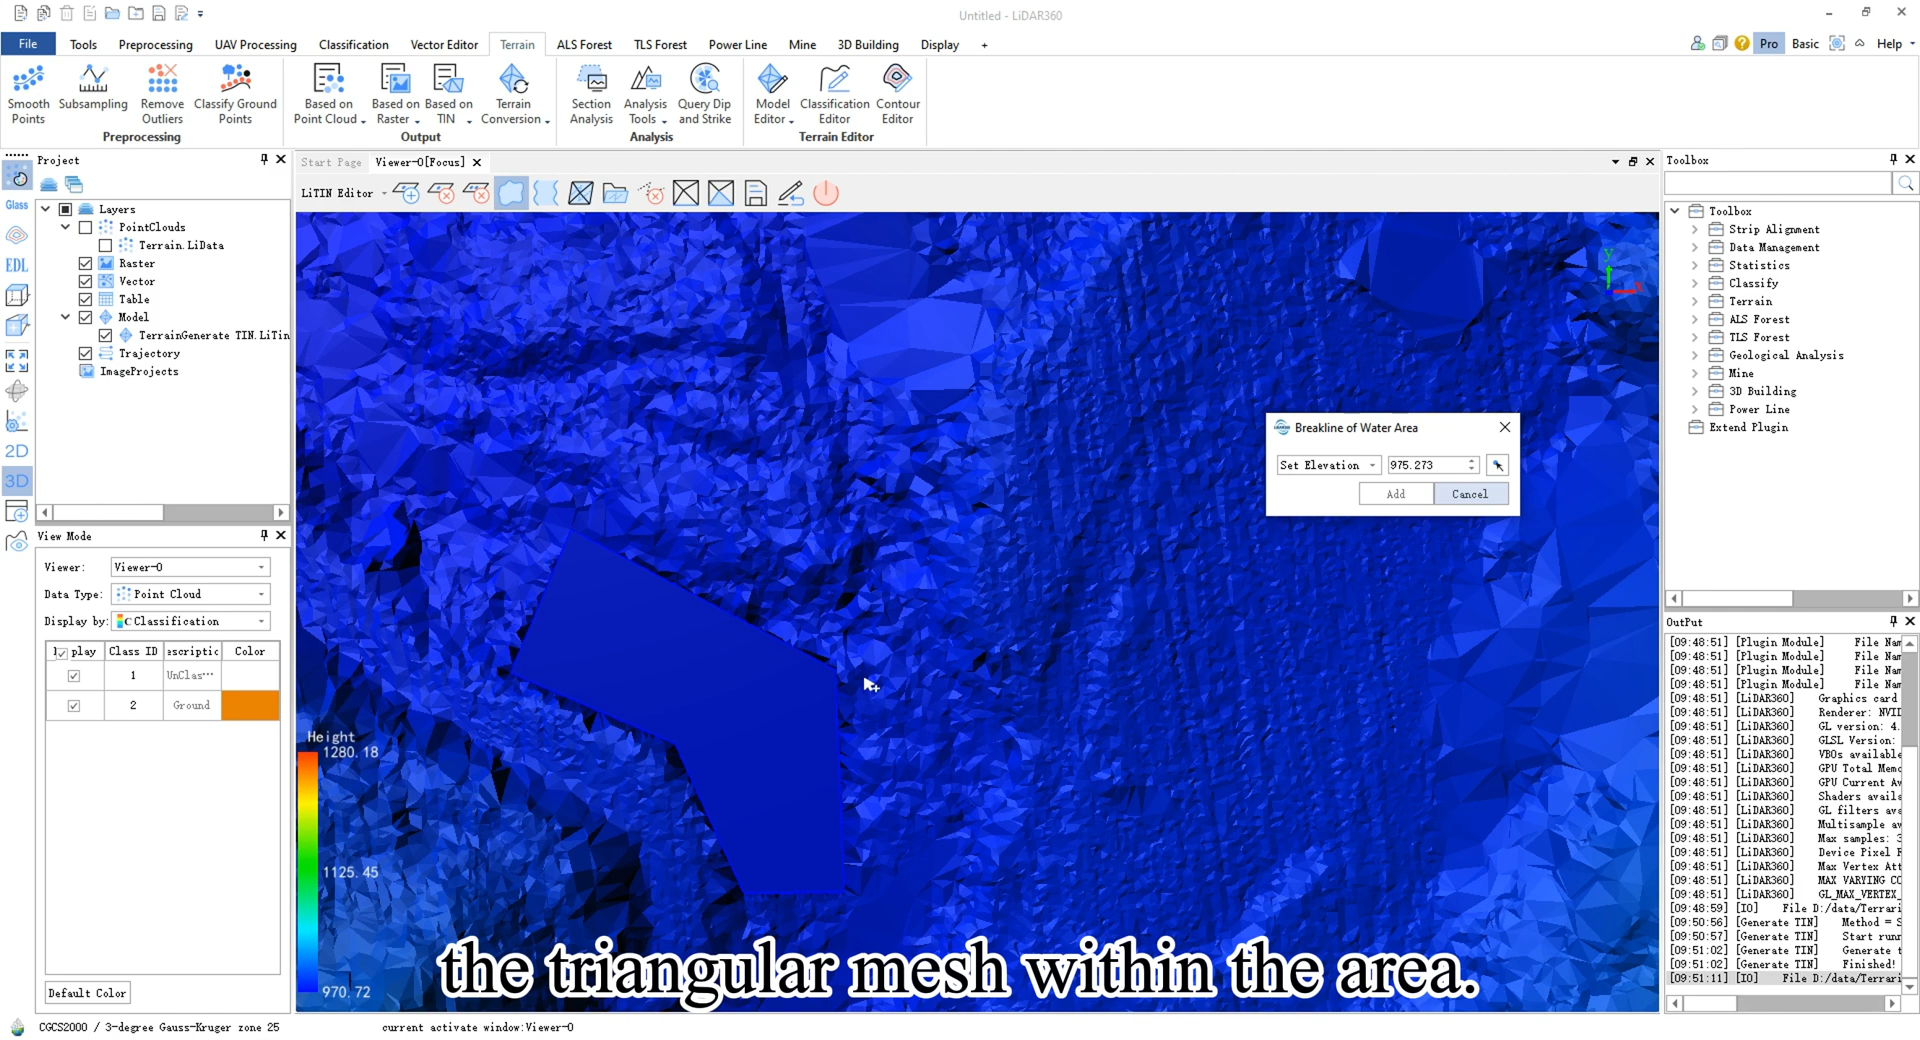 Untitled - LiDAR360
File Tools Preprocessing UAV Processing Classification Vector Editor Terrain ALS Forest TLS Forest Power Line Mine 3D Building Display + Pro Basic Help
Smooth Points
Subsampling
Remove Outliers
Classify Ground Points
Based on Point Cloud
Based on Raster
Based on TIN
Terrain Conversion
Section Analysis
Analysis Tools
Query Dip and Strike
Model Editor
Classification Editor
Contour Editor
Preprocessing Output Analysis Terrain Editor
Project
Glass
EDL
2D
3D
Layers
PointClouds
Terrain.LiData
Raster
Vector
Table
Model
TerrainGenerate TIN.LiTin
Trajectory
ImageProjects
View Mode
Viewer: Viewer-0
Data Type: Point Cloud
Display by: C Classification
play Class ID escriptic Color
1 UnClas···
2 Ground
Default Color
Start Page Viewer-0[Focus]
LiTIN Editor
y
x
Breakline of Water Area
Set Elevation 975.273
Add Cancel
Height
1280.18
1125.45
970.72
the triangular mesh within the area.
Toolbox
Toolbox
Strip Alignment
Data Management
Statistics
Classify
Terrain
ALS Forest
TLS Forest
Geological Analysis
Mine
3D Building
Power Line
Extend Plugin
OutPut
[09:48:51] [Plugin Module] File Nam
[09:48:51] [Plugin Module] File Nam
[09:48:51] [Plugin Module] File Nam
[09:48:51] [Plugin Module] File Nam
[09:48:51] [LiDAR360] Graphics card
[09:48:51] [LiDAR360] Renderer: NVID
[09:48:51] [LiDAR360] GL version: 4.
[09:48:51] [LiDAR360] GLSL Version:
[09:48:51] [LiDAR360] VBOs available
[09:48:51] [LiDAR360] GPU Total Memo
[09:48:51] [LiDAR360] GPU Current Av
[09:48:51] [LiDAR360] Shaders availa
[09:48:51] [LiDAR360] GL filters ava
[09:48:51] [LiDAR360] Multisample av
[09:48:51] [LiDAR360] Max samples: 3
[09:48:51] [LiDAR360] Device Pixel R
[09:48:51] [LiDAR360] Max Vertex Att
[09:48:51] [LiDAR360] MAX VARYING CO
[09:48:51] [LiDAR360] GL_MAX_VERTEX_
[09:48:59] [IO] File D:/data/Terrari
[09:50:56] [Generate TIN] Method = S
[09:50:57] [Generate TIN] Start runn
[09:51:02] [Generate TIN] Generate t
[09:51:02] [Generate TIN] Finished!
[09:51:11] [IO] File D:/data/Terrari
CGCS2000 / 3-degree Gauss-Kruger zone 25 current activate window:Viewer-0